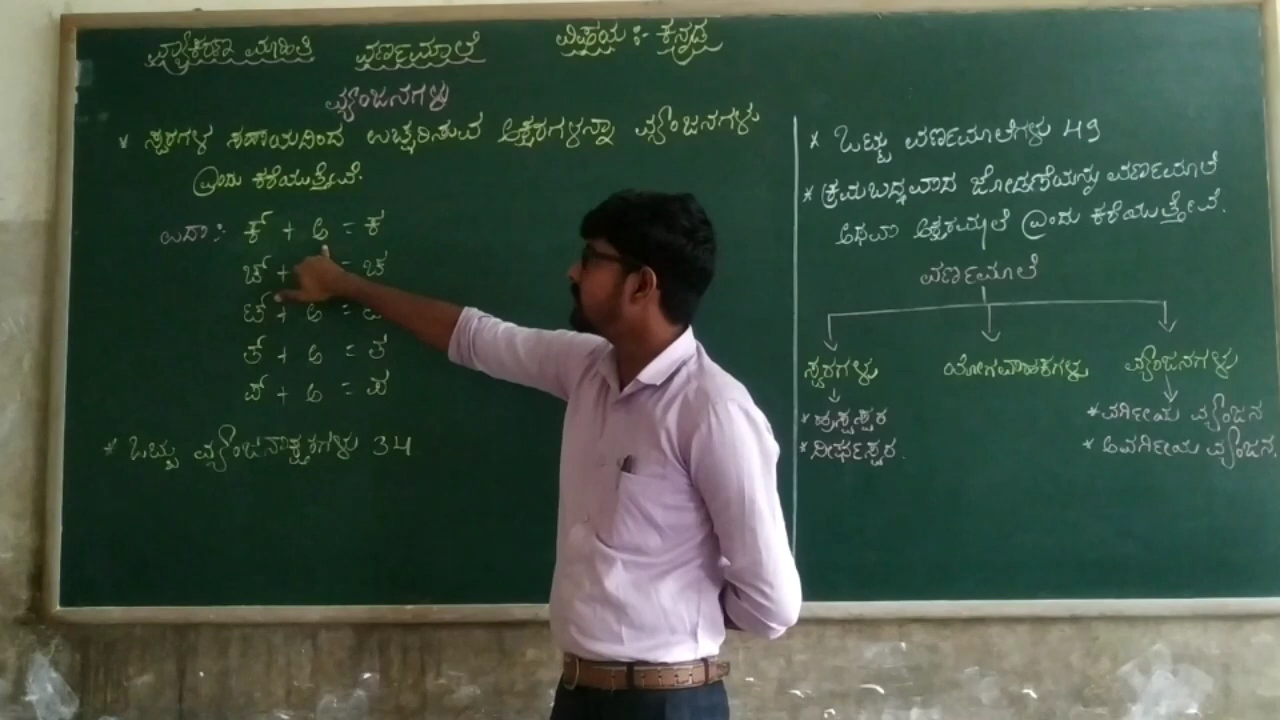 ವ್ಯಾಕರಣ ಮಾಹಿತಿ ವರ್ಣಮಾಲೆ ವಿಷಯ :- ಕನ್ನಡ
ವ್ಯಂಜನಗಳು
* ಸ್ವರಗಳ ಸಹಾಯದಿಂದ ಉಚ್ಚರಿಸುವ ಅಕ್ಷರಗಳನ್ನಾ ವ್ಯಂಜನಗಳು
ಎಂದು ಕರೆಯುತ್ತೇವೆ.
ಉದಾ :- ಕ್ + ಅ = ಕ
ಚ್ + = ಚ
ಟ್ + ಅ = ಟ
ತ್ + ಅ = ತ
ಪ್ + ಅ = ಪ
* ಒಟ್ಟು ವ್ಯಂಜನಾಕ್ಷರಗಳು 34
* ಒಟ್ಟು ವರ್ಣಮಾಲೆಗಳು 49
* ಕ್ರಮಬದ್ಧವಾದ ಜೋಡಣೆಯನ್ನು ವರ್ಣಮಾಲೆ
ಅಥವಾ ಅಕ್ಷರಮಾಲೆ ಎಂದು ಕರೆಯುತ್ತೇವೆ.
ವರ್ಣಮಾಲೆ
ಸ್ವರಗಳು ಯೋಗವಾಹಕಗಳು ವ್ಯಂಜನಗಳು
* ಹ್ರಸ್ವಸ್ವರ * ವರ್ಗೀಯ ವ್ಯಂಜನ
* ದೀರ್ಘಸ್ವರ. * ಅವರ್ಗೀಯ ವ್ಯಂಜನ.